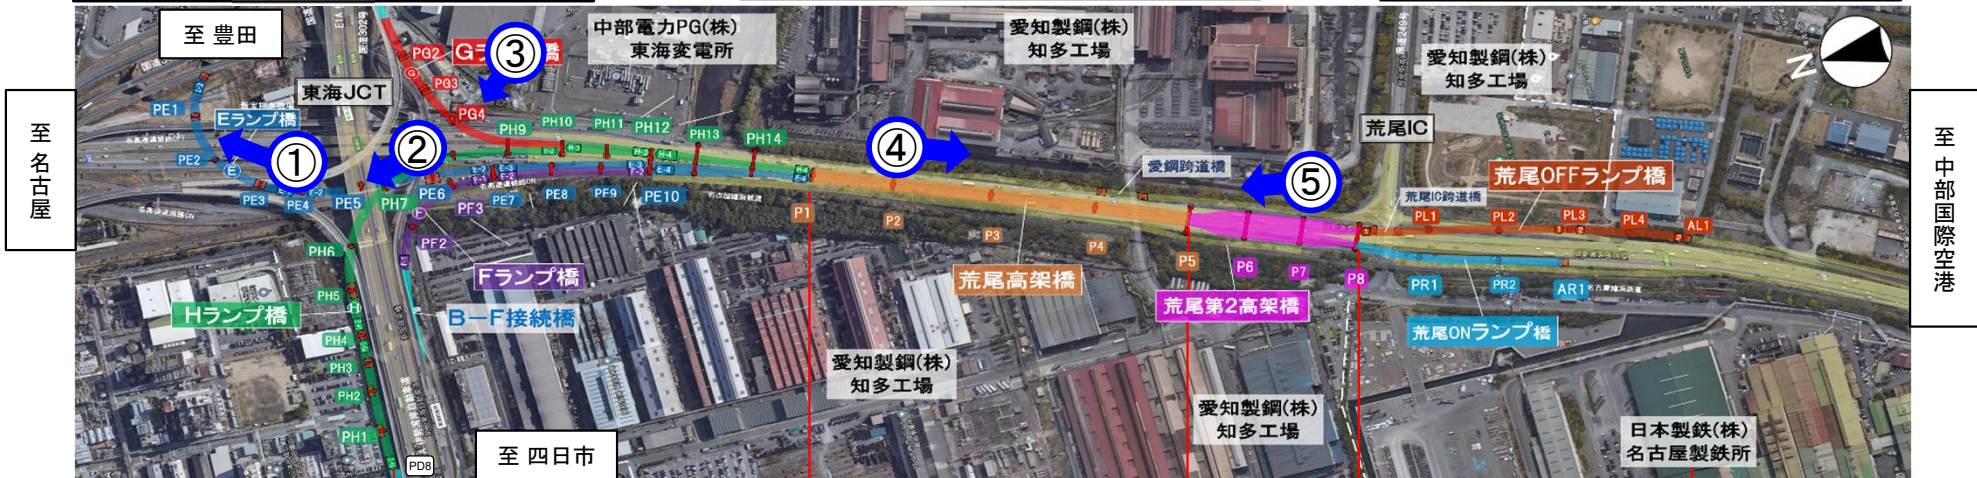 至 豊田
東海JCT
Gラ
橋
③
中部電力PG(株)
東海変電所
愛知製鋼(株)
知多工場
愛知製鋼(株)
知多工場
N
至 名古屋
至 中部国際空港
PE1
Eランプ橋
PE2
E
①
②
④
⑤
PG2
G
PG3
PG4
PH9
PH10
PH11
PH12
PH13
PH14
荒尾IC
愛鋼跨道橋
荒尾IC跨道橋
荒尾OFFランプ橋
PE3
PE4
PE5
PH7
PE6
PF3
PE7
PE8
PE9
PE10
F
PF2
PH6
PH5
H
PH4
PH3
PH2
PH1
PD8
P1
P2
P3
P4
P5
P6
P7
P8
PL1
PL2
PL3
PL4
AL1
PR1
PR2
AR1
Fランプ橋
Hランプ橋
B－F接続橋
荒尾高架橋
荒尾第2高架橋
荒尾ONランプ橋
愛知製鋼(株)
知多工場
愛知製鋼(株)
知多工場
日本製鉄(株)
名古屋製鉄所
至 四日市